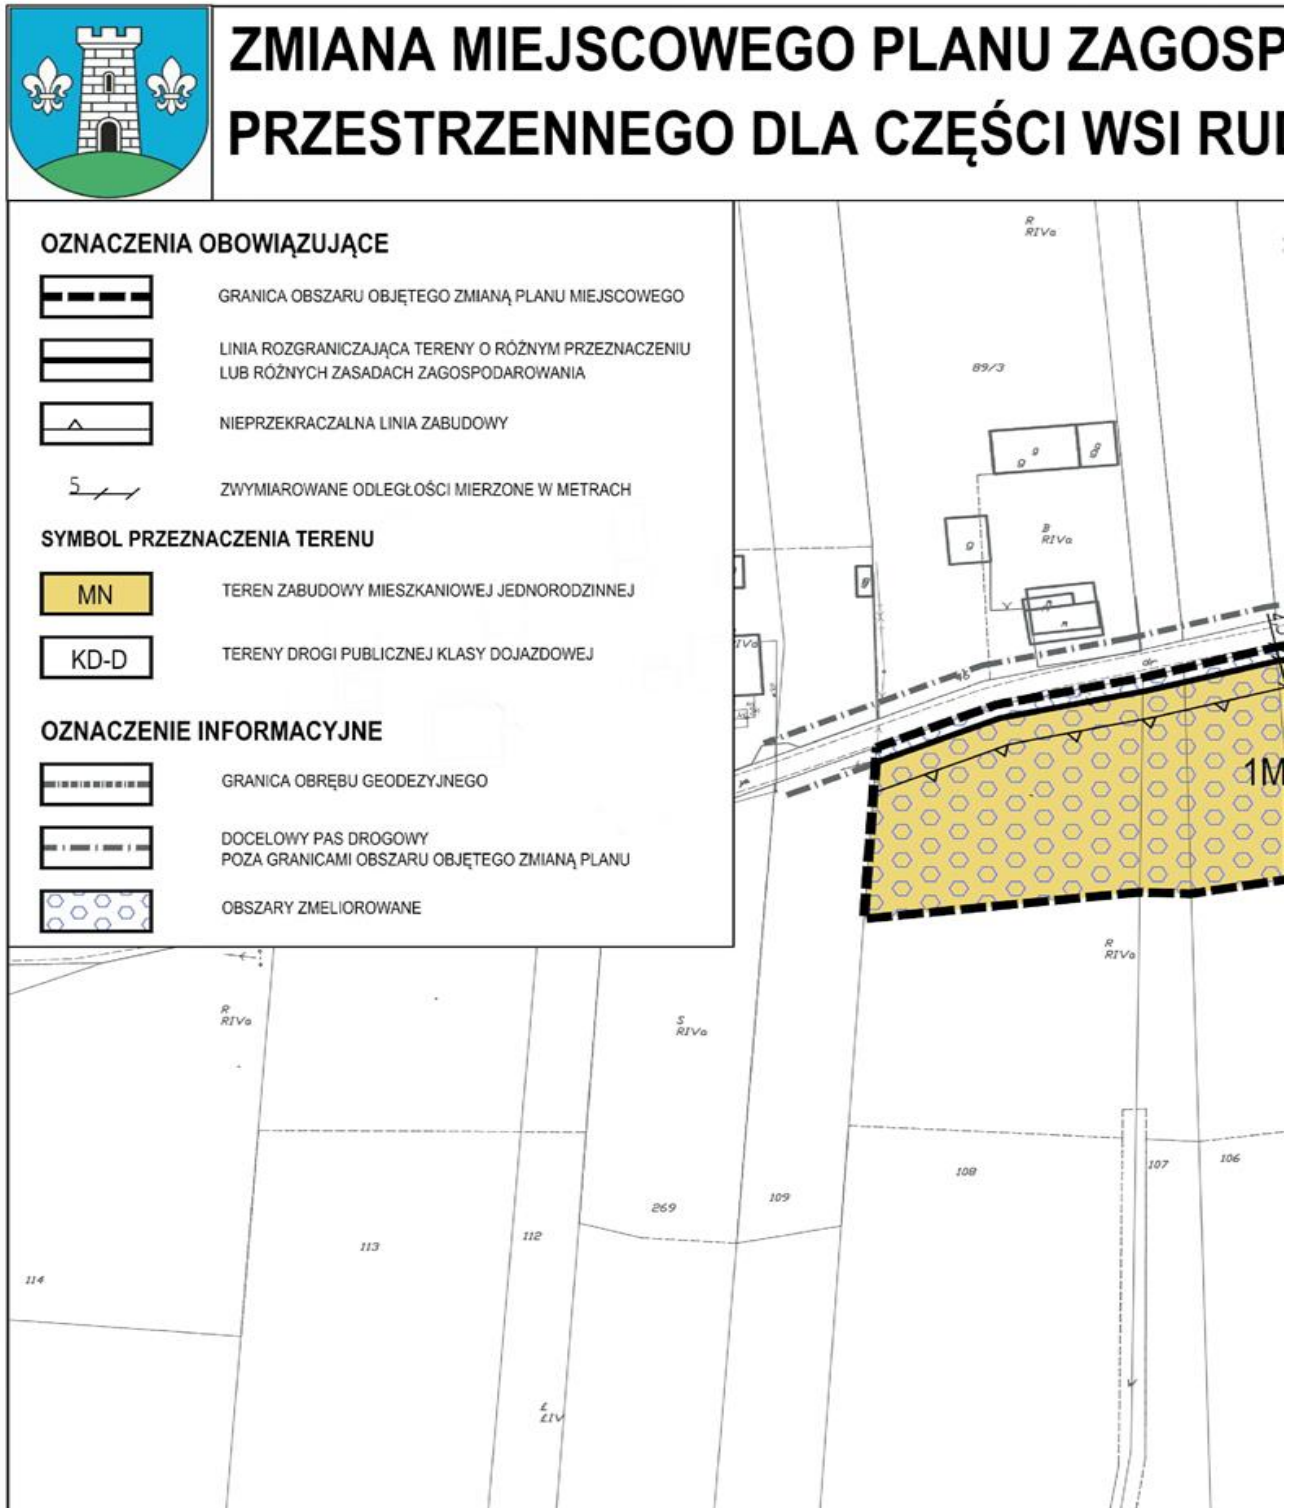 ZMIANA MIEJSCOWEGO PLANU ZAGOSP
PRZESTRZENNEGO DLA CZĘŚCI WSI RU
OZNACZENIA OBOWIĄZUJĄCE
GRANICA OBSZARU OBJĘTEGO ZMIANĄ PLANU MIEJSCOWEGO
LINIA ROZGRANICZAJĄCA TERENY O RÓŻNYM PRZEZNACZENIU
LUB RÓŻNYCH ZASADACH ZAGOSPODAROWANIA
NIEPRZEKRACZALNA LINIA ZABUDOWY
5 ZWYMIAROWANE ODLEGŁOŚCI MIERZONE W METRACH
SYMBOL PRZEZNACZENIA TERENU
MN TEREN ZABUDOWY MIESZKANIOWEJ JEDNORODZINNEJ
KD-D TERENY DROGI PUBLICZNEJ KLASY DOJAZDOWEJ
OZNACZENIE INFORMACYJNE
GRANICA OBRĘBU GEODEZYJNEGO
DOCELOWY PAS DROGOWY
POZA GRANICAMI OBSZARU OBJĘTEGO ZMIANĄ PLANU
OBSZARY ZMELIOROWANE
R
RIVa
89/3
g
g
g
g
g
B
RIVa
g
IVa
dr
1M
R
RIVa
R
RIVa
S
RIVa
108
107
106
109
269
112
113
114
Ł
ŁIV